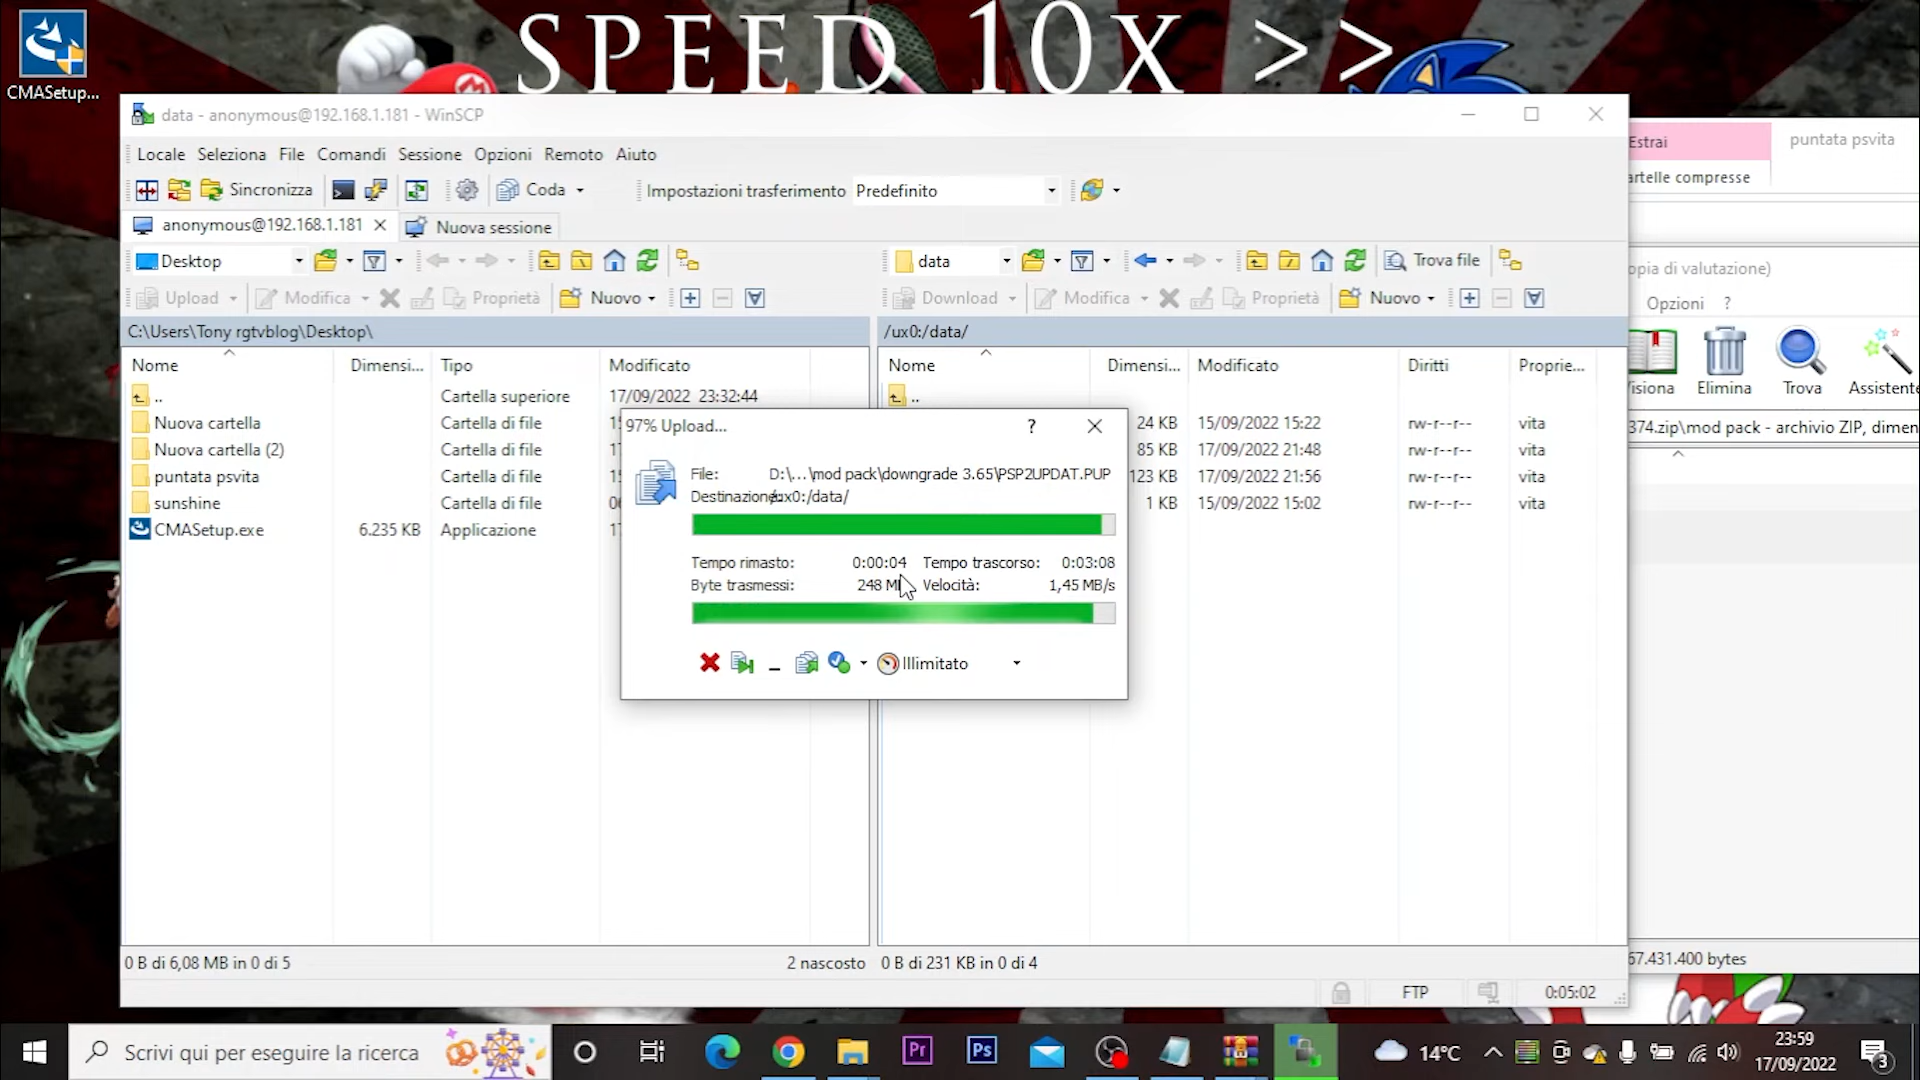 SPEED 10X >>
CMASetup...
data - anonymous@192.168.1.181 - WinSCP
Locale Seleziona File Comandi Sessione Opzioni Remoto Aiuto
Sincronizza Coda Impostazioni trasferimento Predefinito
anonymous@192.168.1.181 Nuova sessione
Desktop data Trova file
Upload Modifica Proprietà Nuovo Download Modifica Proprietà Nuovo
C:\Users\Tony rgtvblog\Desktop\ /ux0:/data/
Nome Dimensi... Tipo Modificato Nome Dimensi... Modificato Diritti Proprie...
.. Cartella superiore 17/09/2022 23:32:44 ..
Nuova cartella Cartella di file 24 KB 15/09/2022 15:22 rw-r--r-- vita
Nuova cartella (2) Cartella di file 85 KB 17/09/2022 21:48 rw-r--r-- vita
puntata psvita Cartella di file 123 KB 17/09/2022 21:56 rw-r--r-- vita
sunshine Cartella di file 1 KB 15/09/2022 15:02 rw-r--r-- vita
CMASetup.exe 6.235 KB Applicazione
97% Upload... ?
File: D:\...\mod pack\downgrade 3.65\PSP2UPDAT.PUP
Destinazione: /ux0:/data/
Tempo rimasto: 0:00:04 Tempo trascorso: 0:03:08
Byte trasmessi: 248 Velocità: 1,45 MB/s
Illimitato
0 B di 6,08 MB in 0 di 5 2 nascosto 0 B di 231 KB in 0 di 4
FTP 0:05:02
Estrai puntata psvita
artelle compresse
opia di valutazione)
Opzioni ?
isiona Elimina Trova Assistente
374.zip\mod pack - archivio ZIP, dimen
67.431.400 bytes
Scrivi qui per eseguire la ricerca Pr Ps 14°C 23:59
17/09/2022 3